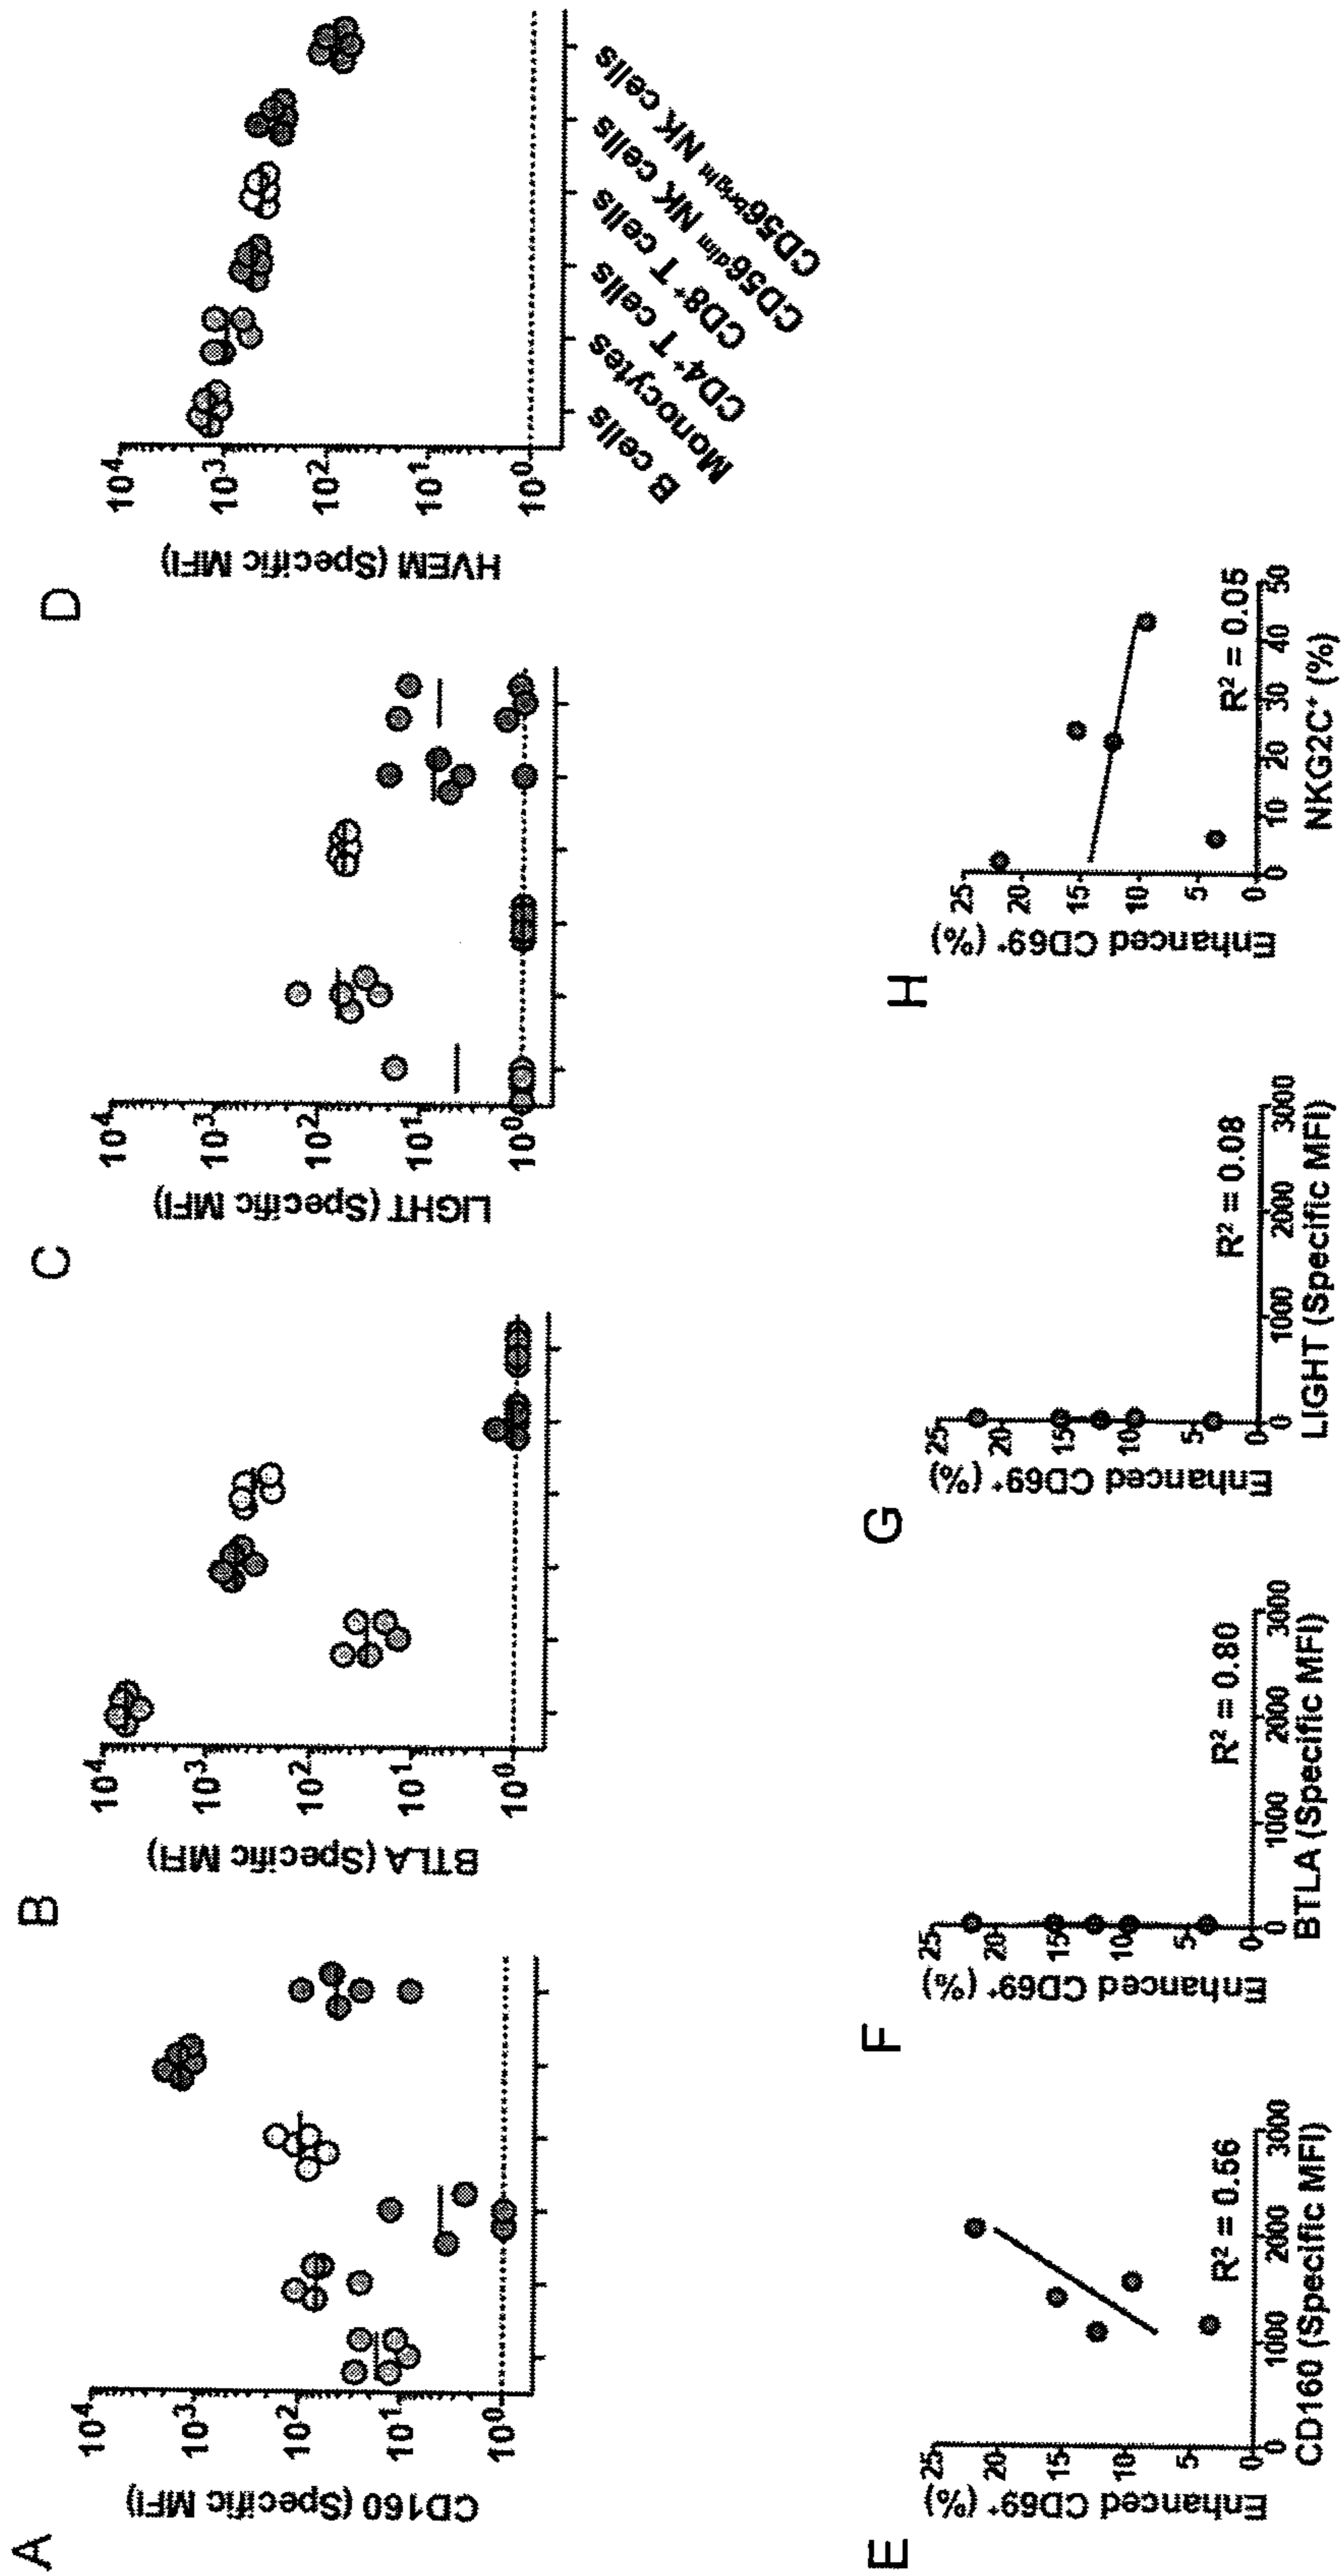 A
CD160 (Specific MFI)
10⁴
10³
10²
10¹
10⁰
B
BTLA (Specific MFI)
10⁴
10³
10²
10¹
10⁰
C
LIGHT (Specific MFI)
10⁴
10³
10²
10¹
10⁰
D
HVEM (Specific MFI)
10⁴
10³
10²
10¹
10⁰
B cells
Monocytes
CD4⁺ T cells
CD8⁺ T cells
CD56ᵈⁱᵐ NK cells
CD56ᵇʳⁱᵍʰᵗ NK cells
E
Enhanced CD69⁺ (%)
25
20
15
10
5
0
R² = 0.56
0 1000 2000 3000
CD160 (Specific MFI)
F
Enhanced CD69⁺ (%)
25
20
15
10
5
0
R² = 0.80
0 1000 2000 3000
BTLA (Specific MFI)
G
Enhanced CD69⁺ (%)
25
20
15
10
5
0
R² = 0.08
0 1000 2000 3000
LIGHT (Specific MFI)
H
Enhanced CD69⁺ (%)
25
20
15
10
5
0
R² = 0.05
0 10 20 30 40 50
NKG2C⁺ (%)